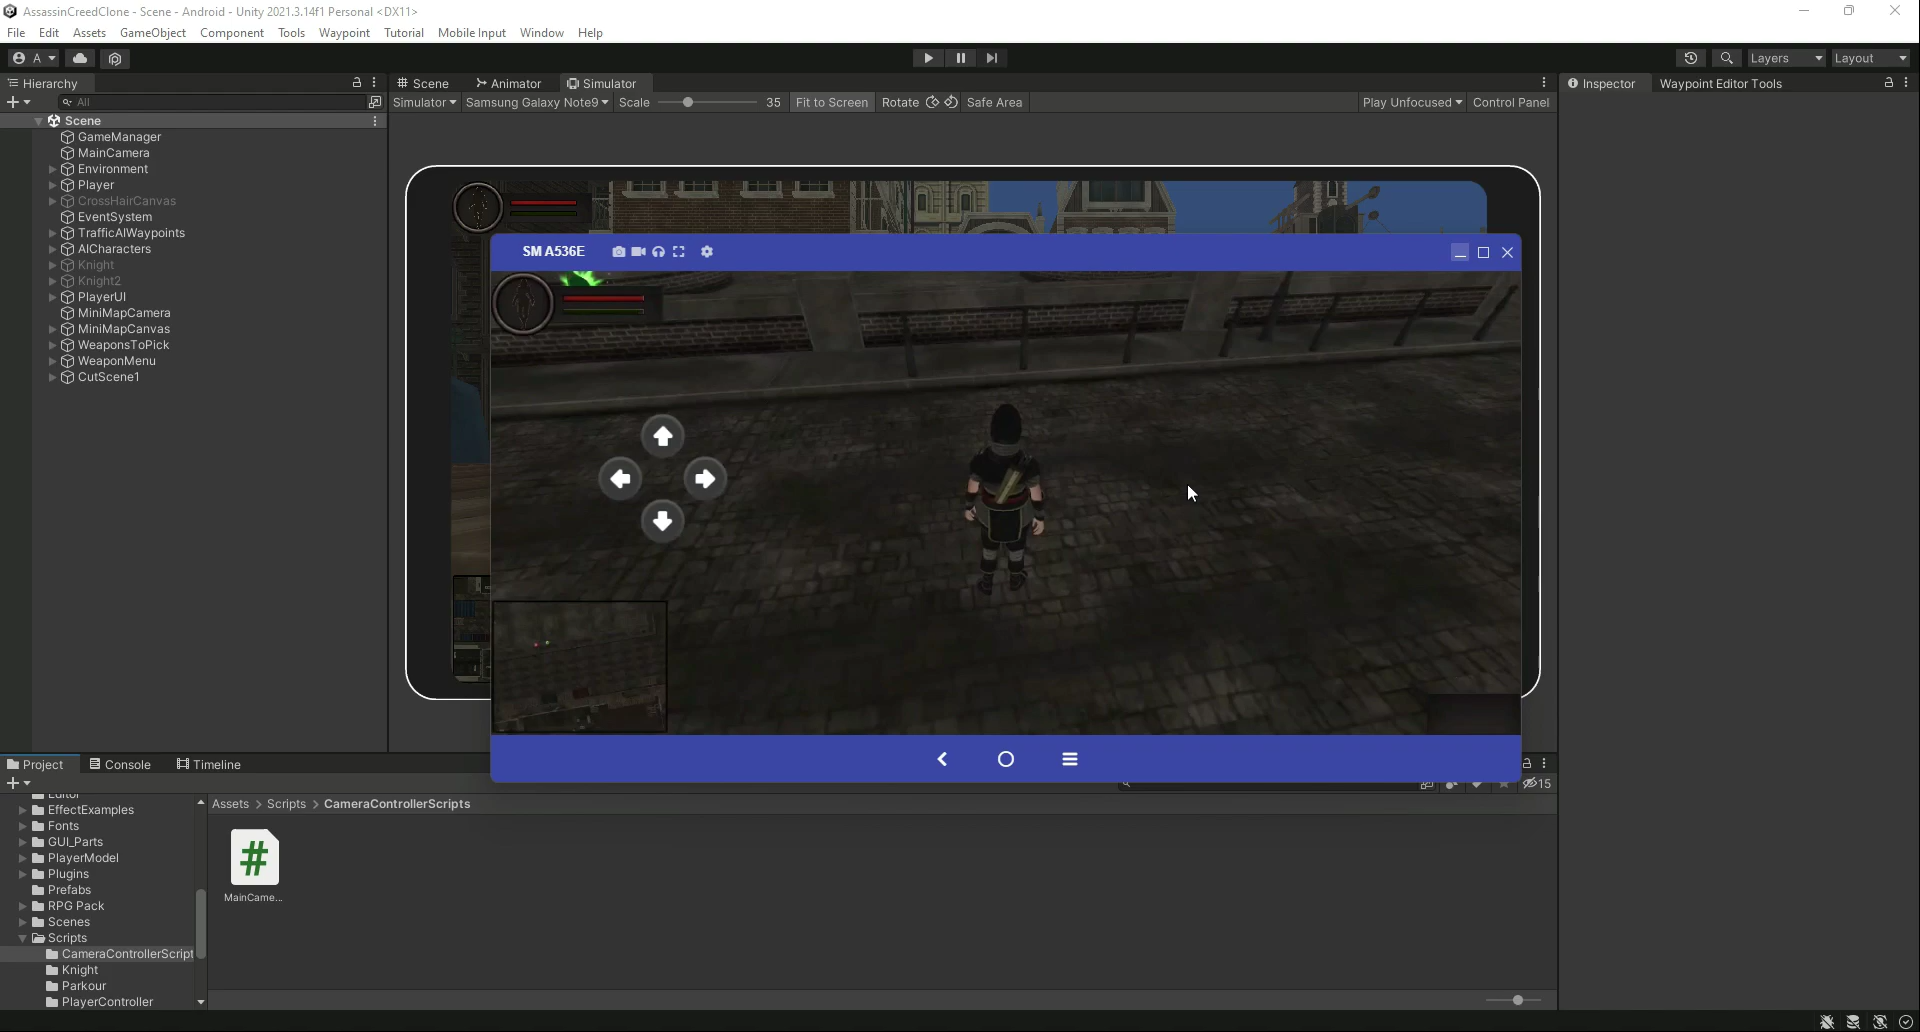 AssassinCreedClone - Scene - Android - Unity 2021.3.14f1 Personal <DX11>
File Edit Assets GameObject Component Tools Waypoint Tutorial Mobile Input Window Help
A Layers Layout
Hierarchy
Scene Animator Simulator
Inspector Waypoint Editor Tools
All
Simulator Samsung Galaxy Note9 Scale 35 Fit to Screen Rotate Safe Area Play Unfocused Control Panel
Scene
GameManager
MainCamera
Environment
Player
CrossHairCanvas
EventSystem
TrafficAIWaypoints
AICharacters
Knight
Knight2
PlayerUI
MiniMapCamera
MiniMapCanvas
WeaponsToPick
WeaponMenu
CutScene1
SM A536E
Project Console Timeline
15
Editor
EffectExamples
Fonts
GUI_Parts
PlayerModel
Plugins
Prefabs
RPG Pack
Scenes
Scripts
CameraControllerScript
Knight
Parkour
PlayerController
Assets > Scripts > CameraControllerScripts
#
MainCame...